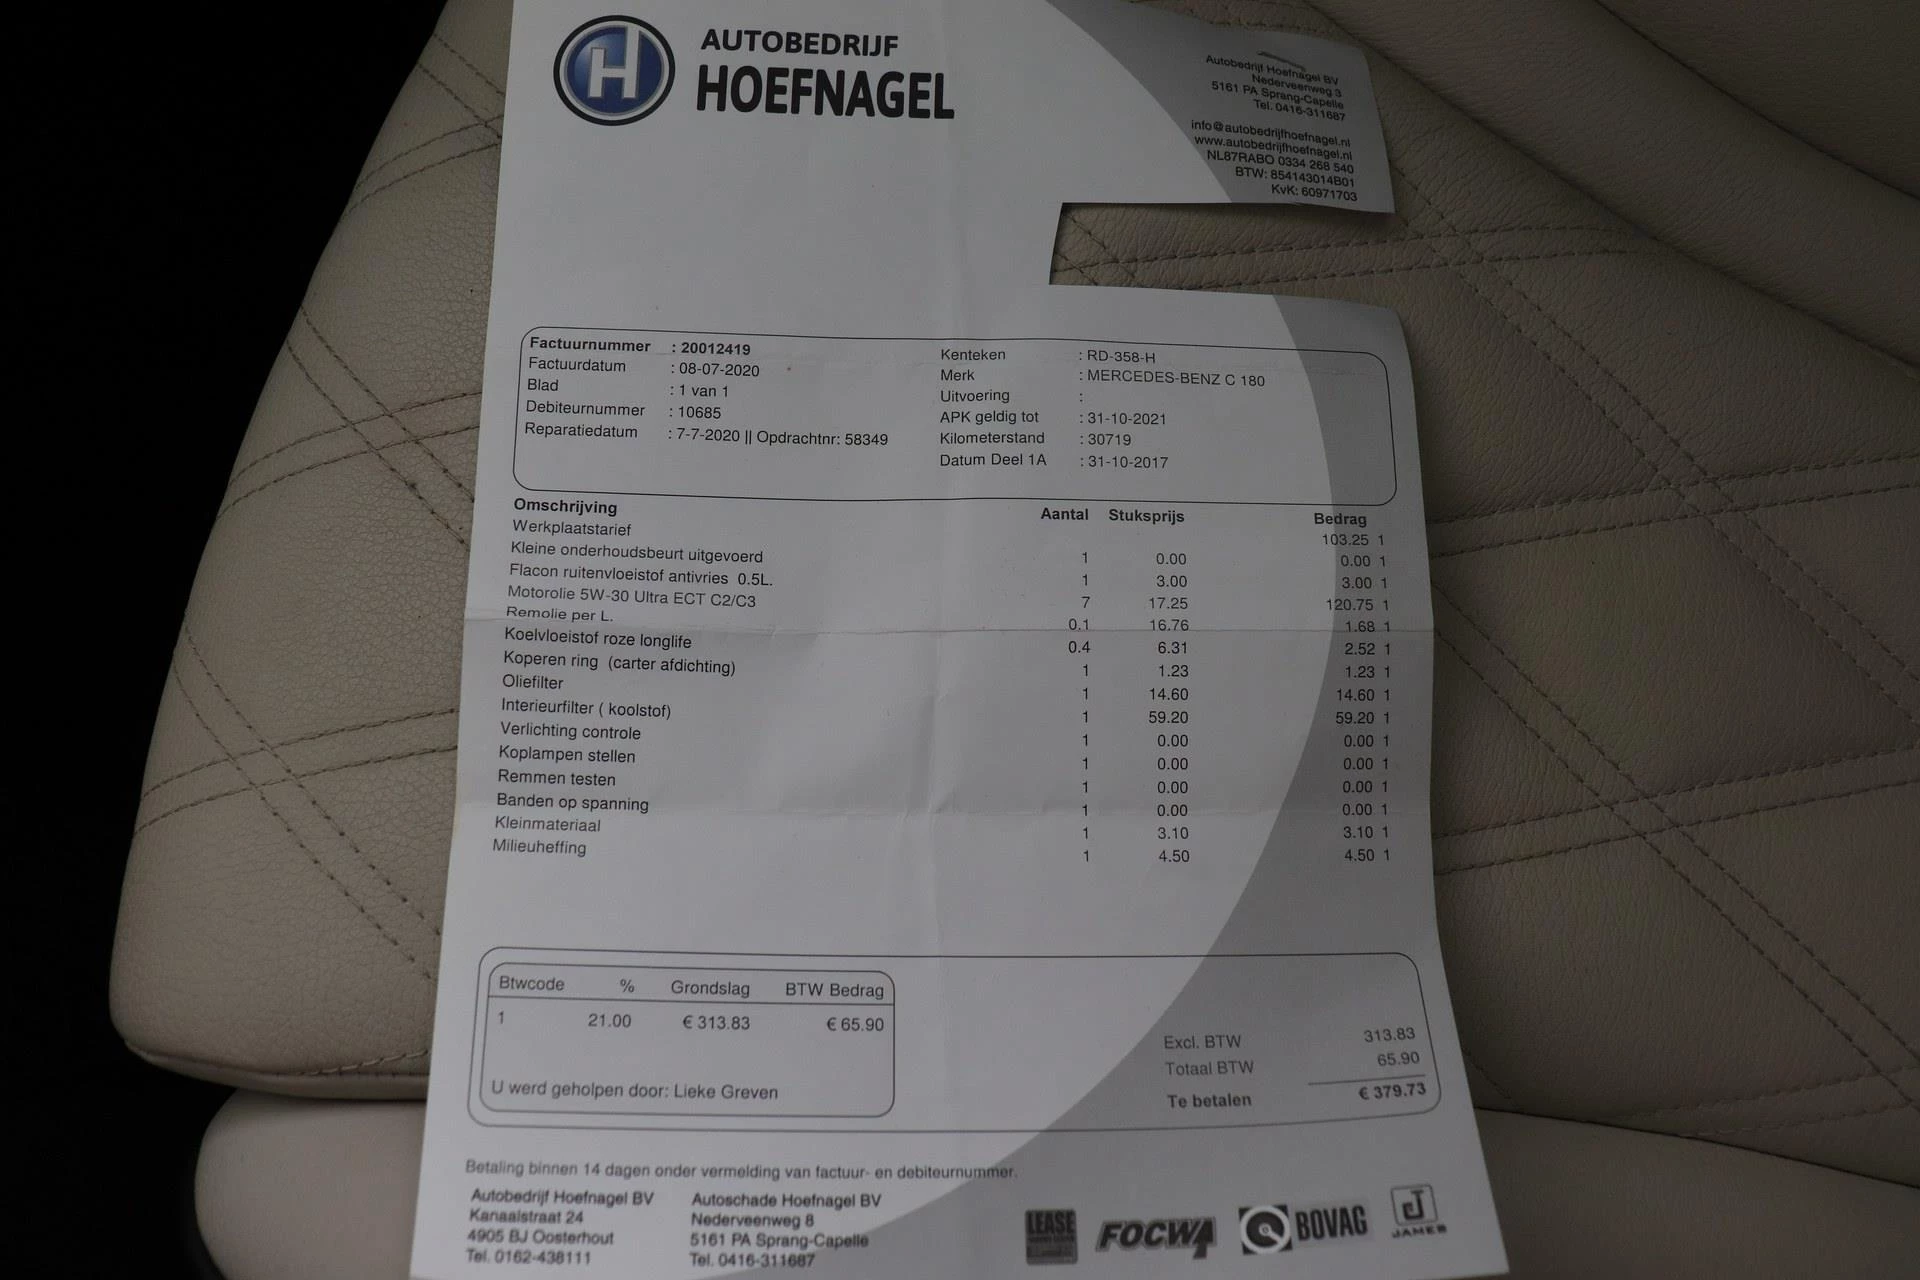 H AUTOBEDRIJF
HOEFNAGEL
Autobedrijf Hoefnagel BV
Nederveenweg 3
5161 PA Sprang-Capelle
Tel. 0416-311687
info@autobedrijfhoefnagel.nl
www.autobedrijfhoefnagel.nl
NL87RABO 0334 268 540
BTW: 854143014B01
KvK: 60971703
Factuurnummer : 20012419
Factuurdatum : 08-07-2020
Blad : 1 van 1
Debiteurnummer : 10685
Reparatiedatum : 7-7-2020 || Opdrachtnr: 58349
Kenteken : RD-358-H
Merk : MERCEDES-BENZ C 180
Uitvoering :
APK geldig tot : 31-10-2021
Kilometerstand : 30719
Datum Deel 1A : 31-10-2017
Omschrijving Aantal Stuksprijs Bedrag
Werkplaatstarief 103.25 1
Kleine onderhoudsbeurt uitgevoerd 1 0.00 0.00 1
Flacon ruitenvloeistof antivries 0.5L. 1 3.00 3.00 1
Motorolie 5W-30 Ultra ECT C2/C3 7 17.25 120.75 1
Remolie per L. 0.1 16.76 1.68 1
Koelvloeistof roze longlife 0.4 6.31 2.52 1
Koperen ring (carter afdichting) 1 1.23 1.23 1
Oliefilter 1 14.60 14.60 1
Interieurfilter ( koolstof) 1 59.20 59.20 1
Verlichting controle 1 0.00 0.00 1
Koplampen stellen 1 0.00 0.00 1
Remmen testen 1 0.00 0.00 1
Banden op spanning 1 0.00 0.00 1
Kleinmateriaal 1 3.10 3.10 1
Milieuheffing 1 4.50 4.50 1
Btwcode % Grondslag BTW Bedrag
1 21.00 € 313.83 € 65.90
U werd geholpen door: Lieke Greven
Excl. BTW 313.83
Totaal BTW 65.90
Te betalen € 379.73
Betaling binnen 14 dagen onder vermelding van factuur- en debiteurnummer.
Autobedrijf Hoefnagel BV
Kanaalstraat 24
4905 BJ Oosterhout
Tel. 0162-438111
Autoschade Hoefnagel BV
Nederveenweg 8
5161 PA Sprang-Capelle
Tel. 0416-311687
LEASE
FOCWA
BOVAG
JAMES